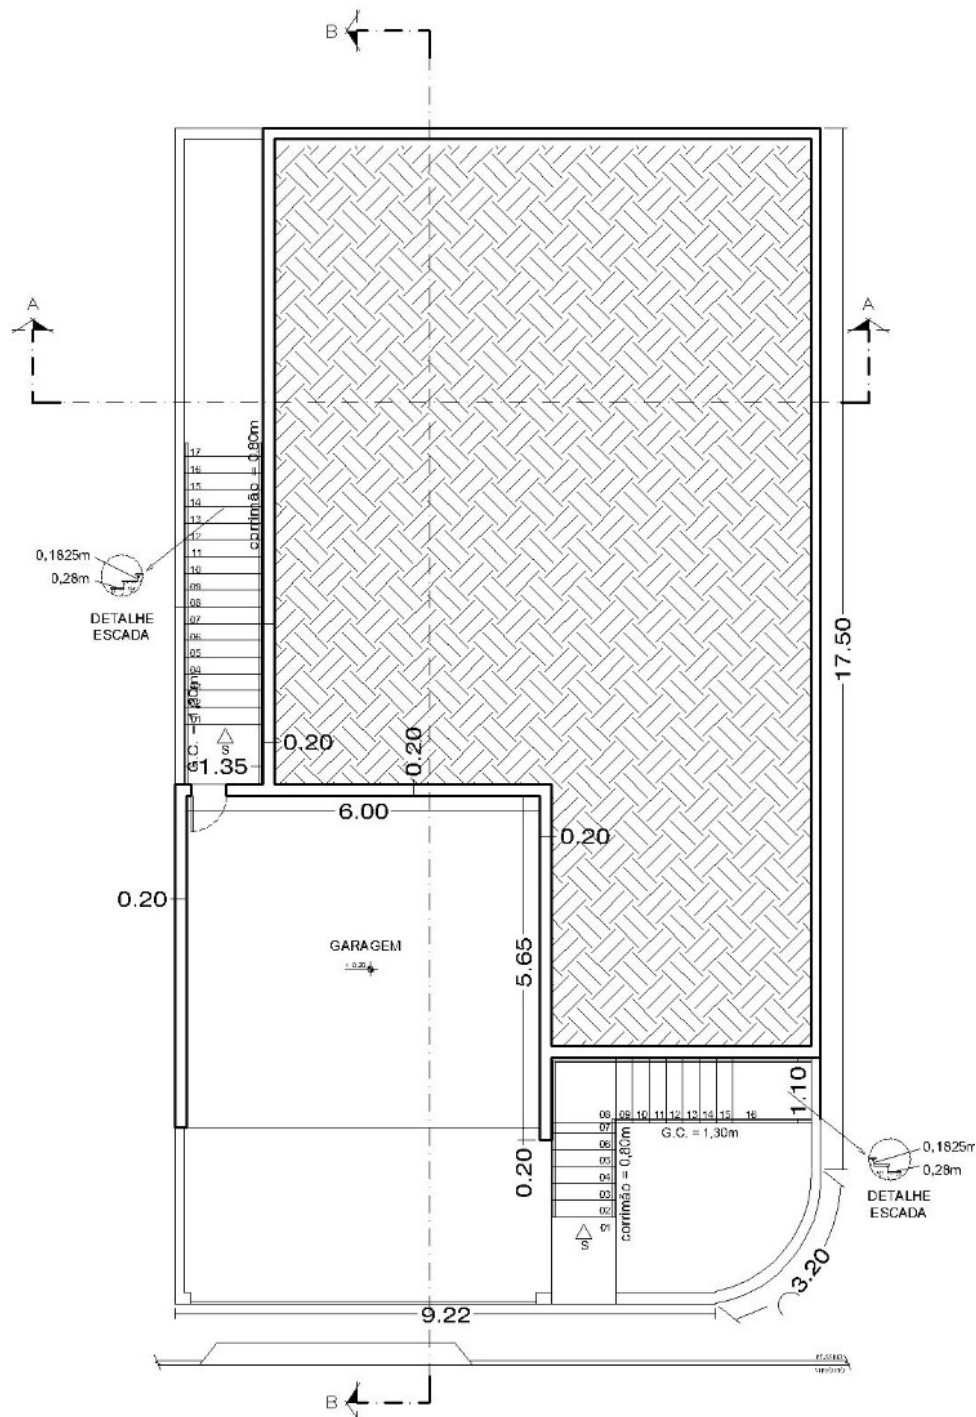 B
A
A
17
16
15
14
13
12
11
10
09
08
07
06
05
04
03
02
01
corrimão = 0,80m
0,1825m
0,28m
DETALHE
ESCADA
17.50
S
1.35
0.20
0.20
6.00
0.20
0.20
GARAGEM
5.65
1.10
08 09 10 11 12 13 14 15 16
07
06
05
04
03
02
01
G.C. = 1,30m
corrimão = 0,80m
S
0.20
0,1825m
0,28m
DETALHE
ESCADA
3.20
9.22
B